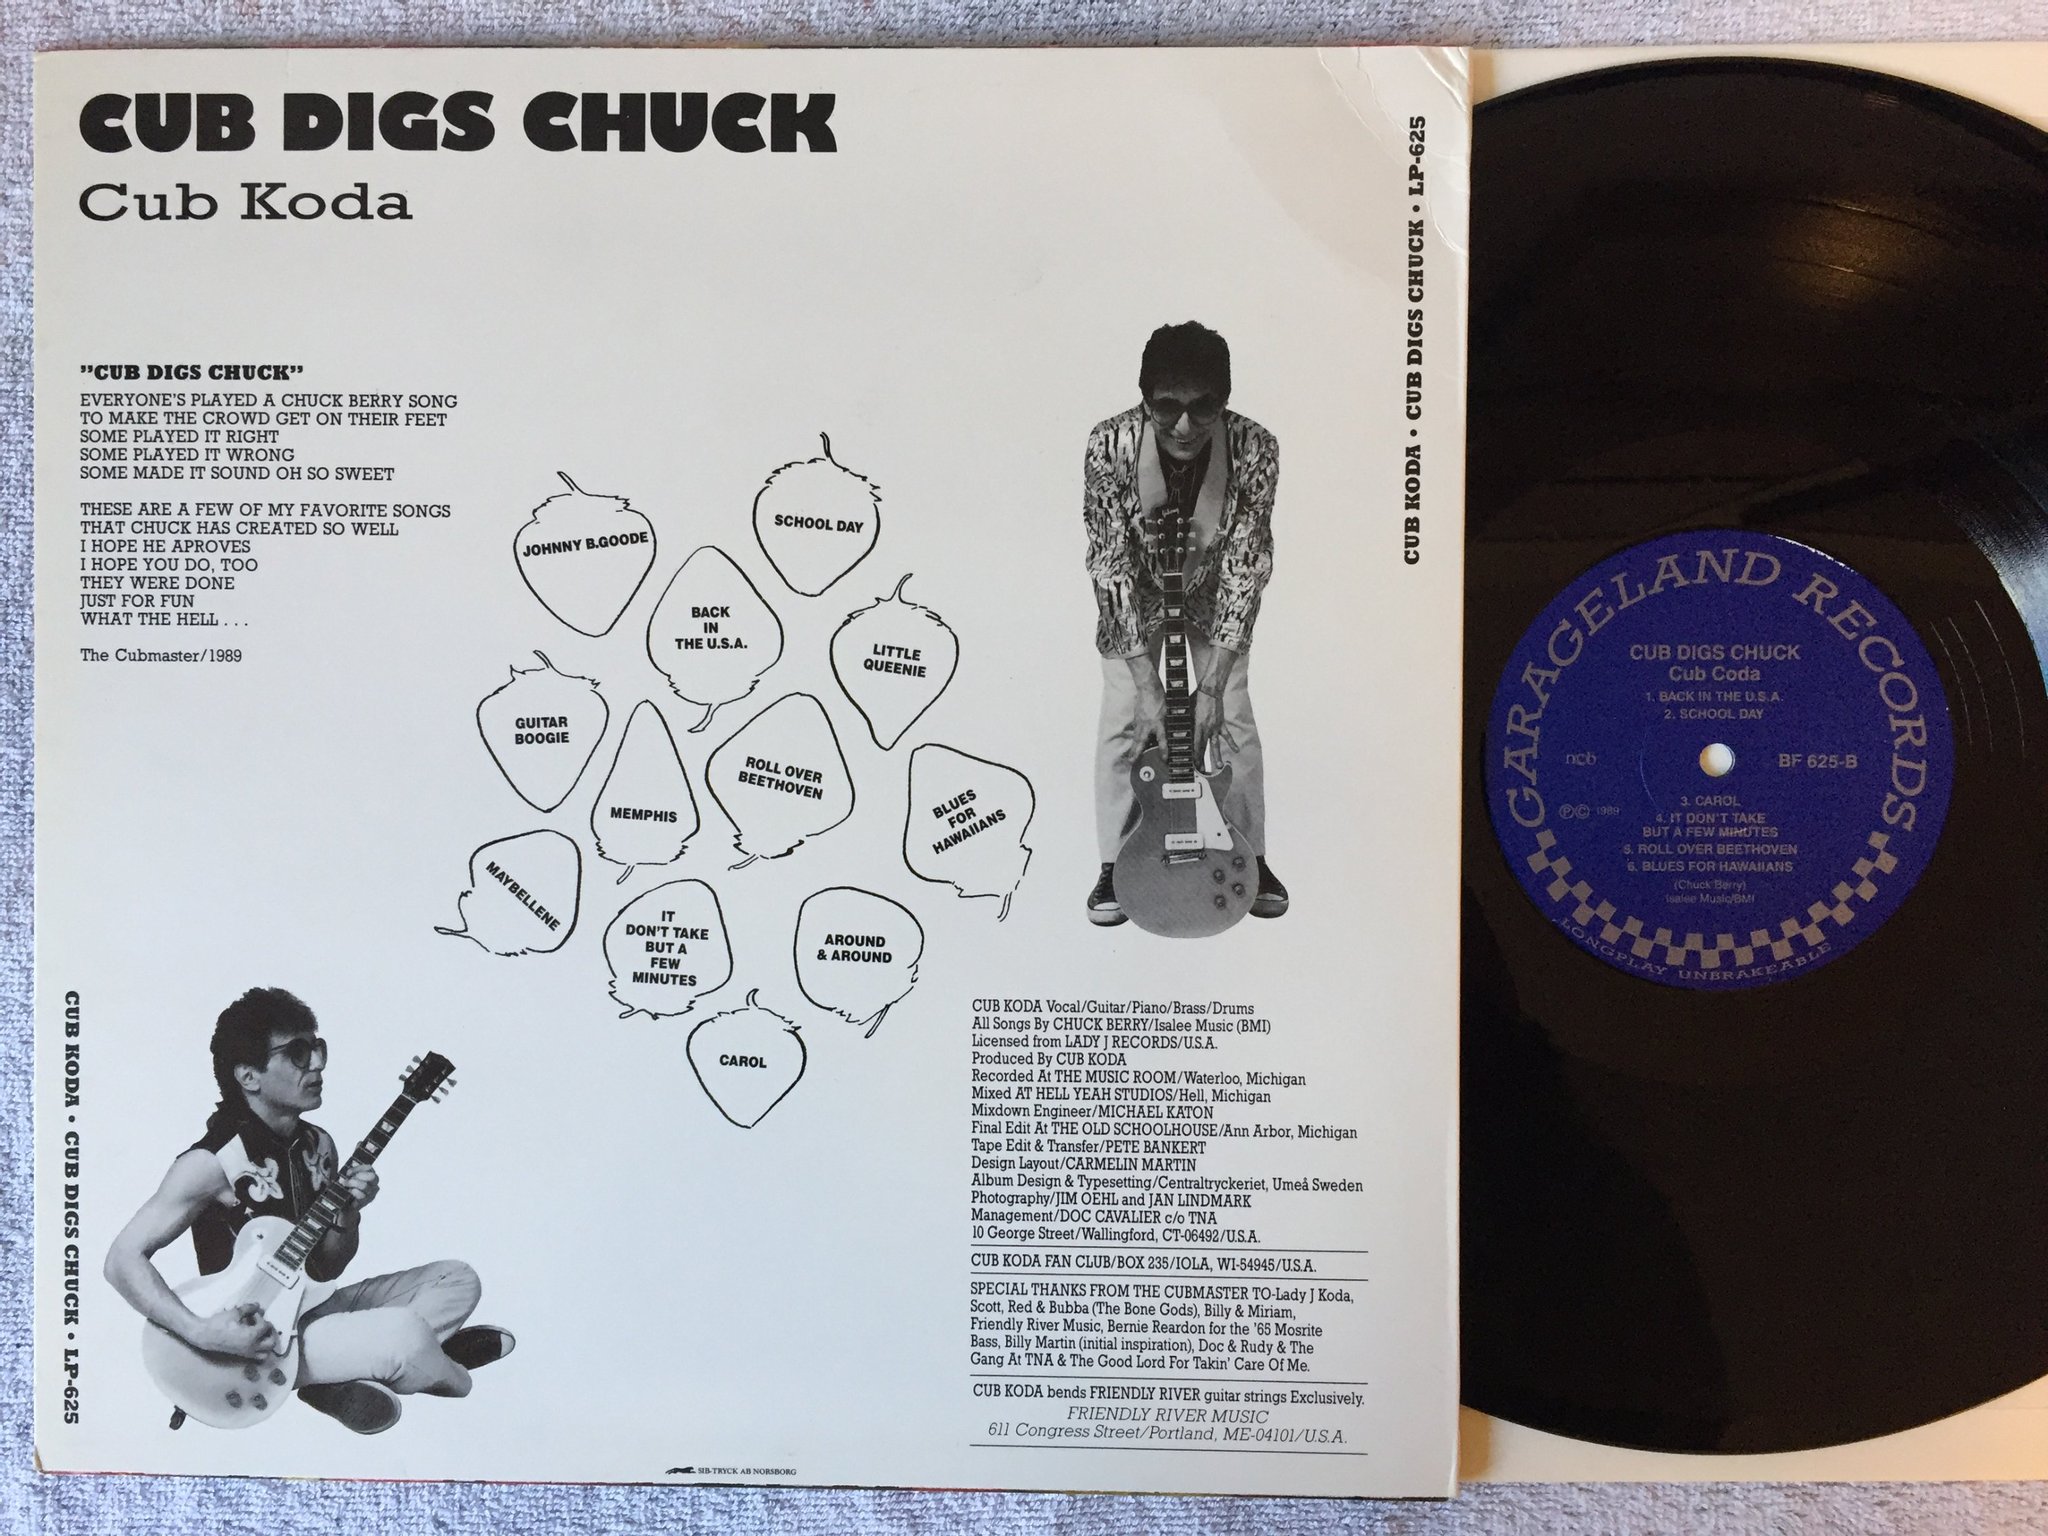 CUB DIGS CHUCK
Cub Koda
"CUB DIGS CHUCK"
EVERYONE'S PLAYED A CHUCK BERRY SONG
TO MAKE THE CROWD GET ON THEIR FEET
SOME PLAYED IT RIGHT
SOME PLAYED IT WRONG
SOME MADE IT SOUND OH SO SWEET
THESE ARE A FEW OF MY FAVORITE SONGS
THAT CHUCK HAS CREATED SO WELL
I HOPE HE APROVES
I HOPE YOU DO, TOO
THEY WERE DONE
JUST FOR FUN
WHAT THE HELL . . .
The Cubmaster/1989
JOHNNY B.GOODE
SCHOOL DAY
BACK
IN
THE U.S.A.
LITTLE
QUEENIE
GUITAR
BOOGIE
MEMPHIS
ROLL OVER
BEETHOVEN
BLUES
FOR
HAWAIIANS
MAYBELLENE
IT
DON'T TAKE
BUT A
FEW
MINUTES
AROUND
& AROUND
CAROL
CUB KODA • CUB DIGS CHUCK • LP-625
CUB KODA • CUB DIGS CHUCK • LP-625
CUB KODA Vocal/Guitar/Piano/Brass/Drums
All Songs By CHUCK BERRY/Isalee Music (BMI)
Licensed from LADY J RECORDS/U.S.A.
Produced By CUB KODA
Recorded At THE MUSIC ROOM/Waterloo, Michigan
Mixed AT HELL YEAH STUDIOS/Hell, Michigan
Mixdown Engineer/MICHAEL KATON
Final Edit At THE OLD SCHOOLHOUSE/Ann Arbor, Michigan
Tape Edit & Transfer/PETE BANKERT
Design Layout/CARMELIN MARTIN
Album Design & Typesetting/Centraltryckeriet, Umeå Sweden
Photography/JIM OEHL and JAN LINDMARK
Management/DOC CAVALIER c/o TNA
10 George Street/Wallingford, CT-06492/U.S.A.
CUB KODA FAN CLUB/BOX 235/IOLA, WI-54945/U.S.A.
SPECIAL THANKS FROM THE CUBMASTER TO-Lady J Koda,
Scott, Red & Bubba (The Bone Gods), Billy & Miriam,
Friendly River Music, Bernie Reardon for the '65 Mosrite
Bass, Billy Martin (initial inspiration), Doc & Rudy & The
Gang At TNA & The Good Lord For Takin' Care Of Me.
CUB KODA bends FRIENDLY RIVER guitar strings Exclusively.
FRIENDLY RIVER MUSIC
611 Congress Street/Portland, ME-04101/U.S.A.
SIB-TRYCK AB NORSBORG
GARAGELAND RECORDS
CUB DIGS CHUCK
Cub Coda
1. BACK IN THE U.S.A.
2. SCHOOL DAY
ncb
BF 625-B
℗© 1989
3. CAROL
4. IT DON'T TAKE
BUT A FEW MINUTES
5. ROLL OVER BEETHOVEN
6. BLUES FOR HAWAIIANS
(Chuck Berry)
Isalee Music/BMI
LONGPLAY UNBRAKEABLE